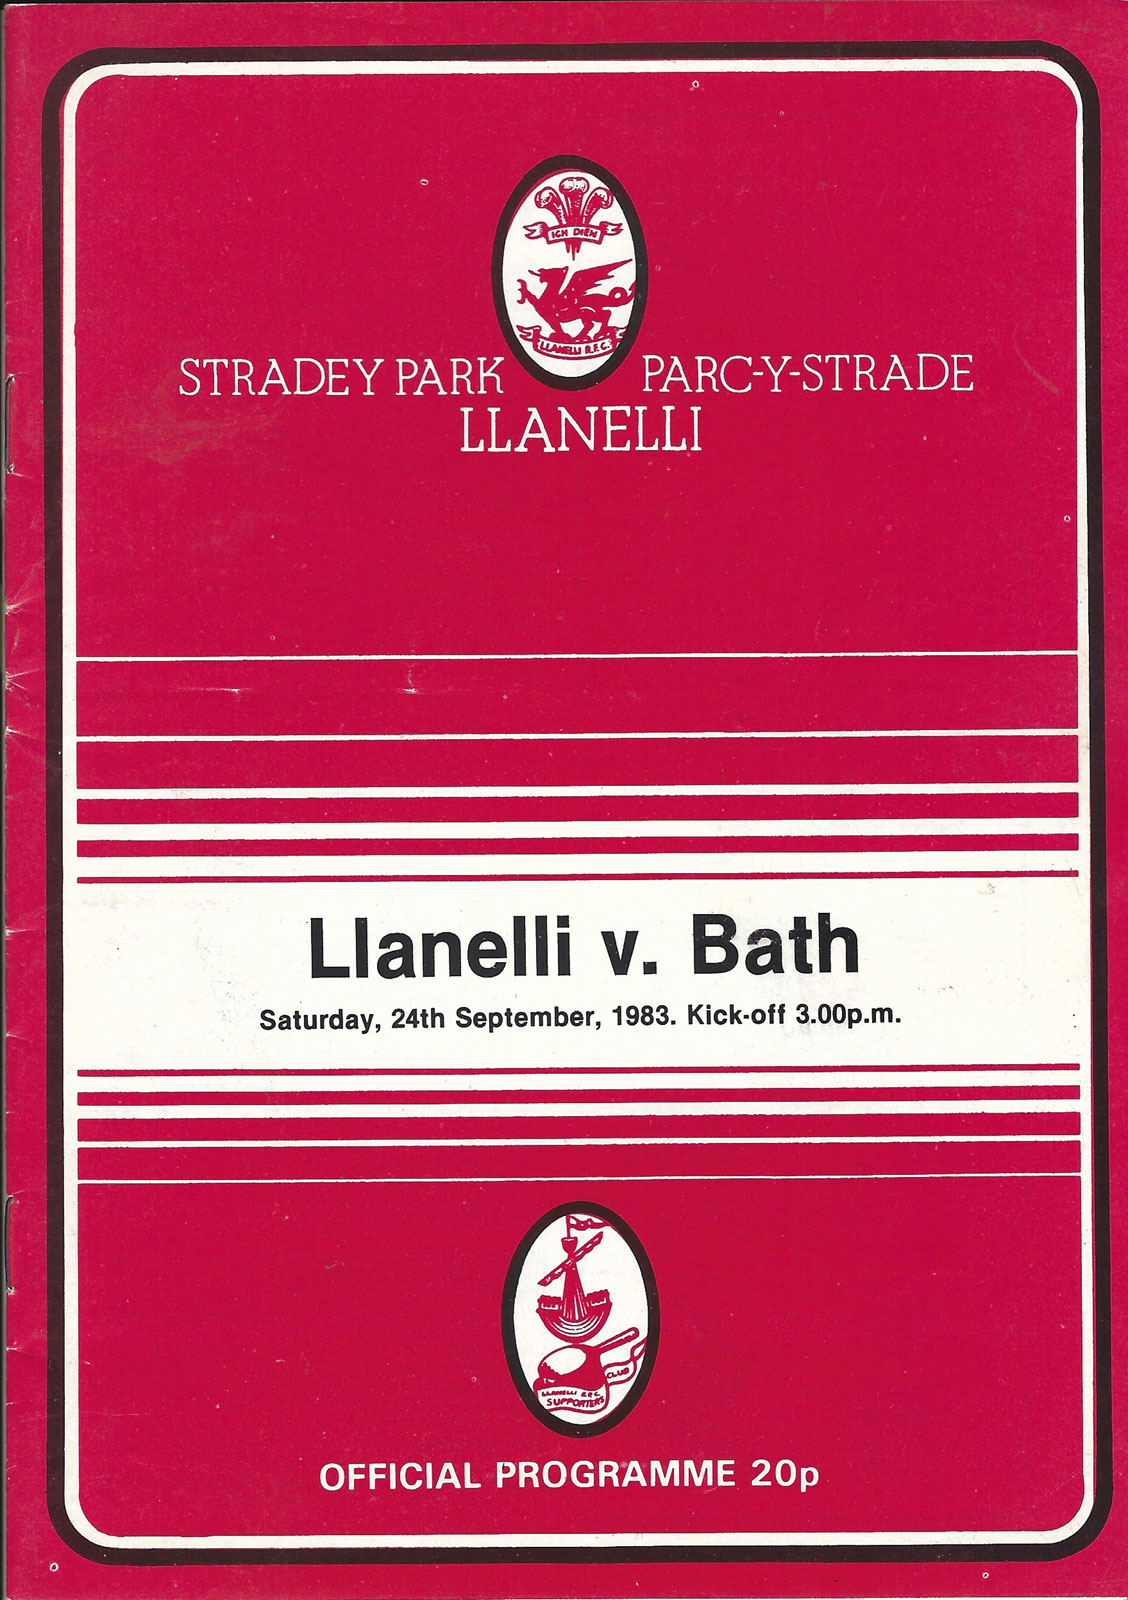 ICH DIEN
LLANELLI R.F.C.
STRADEY PARK PARC-Y-STRADE
LLANELLI
Llanelli v. Bath
Saturday, 24th September, 1983. Kick-off 3.00p.m.
CLUB
LLANELLI R.F.C.
SUPPORTERS
OFFICIAL PROGRAMME 20p